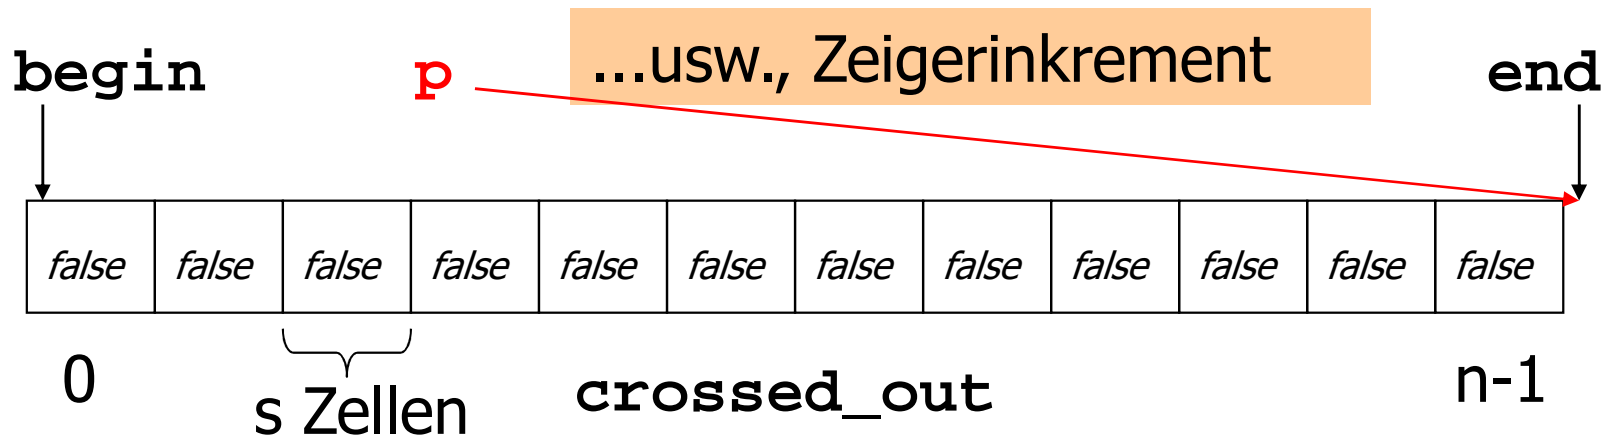 ...usw., Zeigerinkrement
begin p end
false false false false false false false false false false false false
0 n-1
s Zellen crossed_out